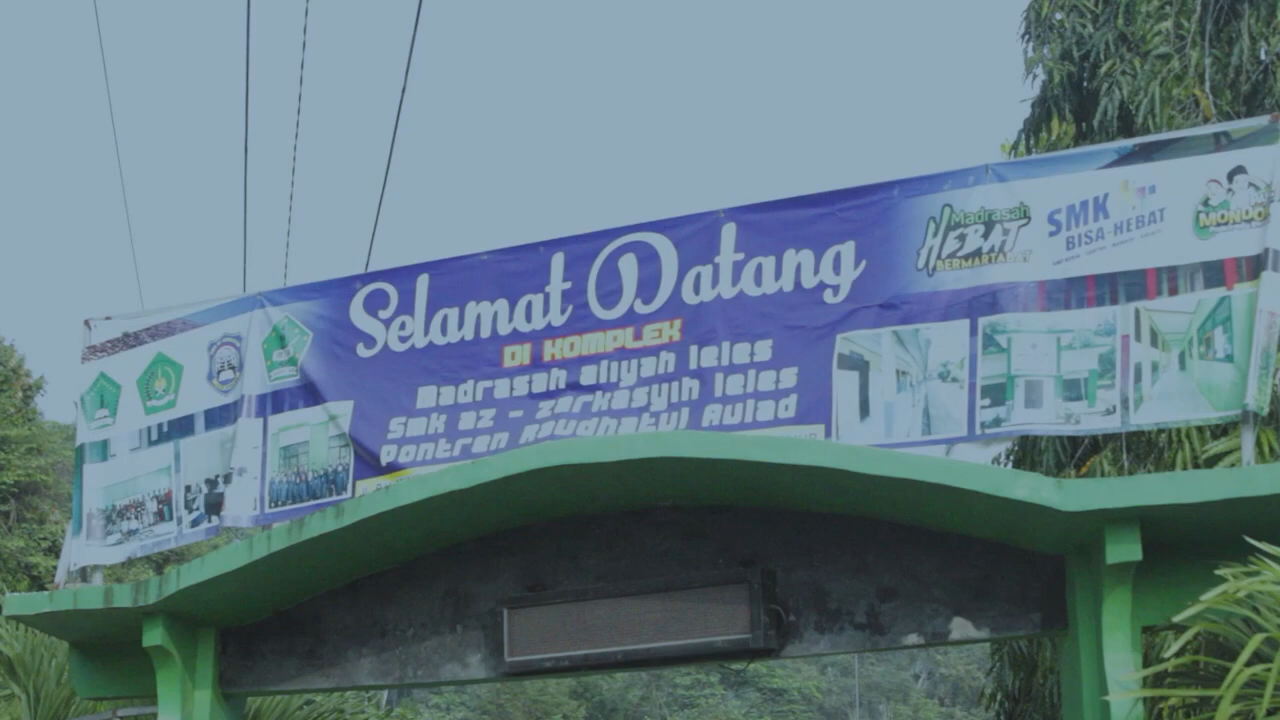 Selamat Datang
DI KOMPLEK
Madrasah aliyah leles
Smk az - zarkasyih leles
Pontren Raudhatul Aulad
Madrasah
HEBAT
BERMARTABAT
SMK
BISA-HEBAT
MONDOK